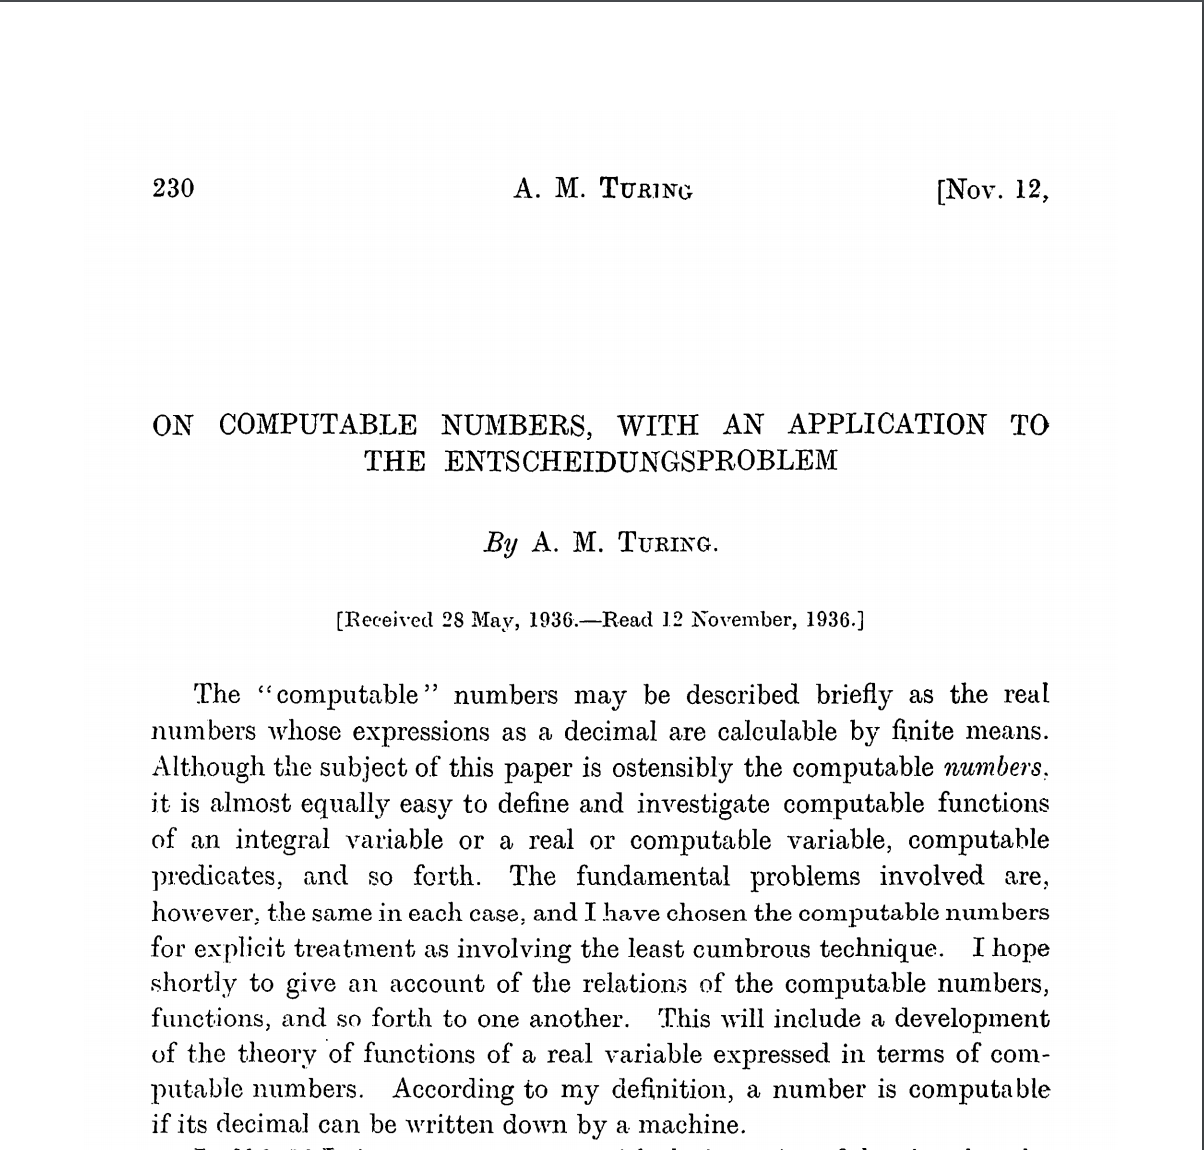 230 A. M. TURING [Nov. 12,
ON COMPUTABLE NUMBERS, WITH AN APPLICATION TO
THE ENTSCHEIDUNGSPROBLEM
By A. M. TURING.
[Received 28 May, 1936.—Read 12 November, 1936.]
The “computable” numbers may be described briefly as the real
numbers whose expressions as a decimal are calculable by finite means.
Although the subject of this paper is ostensibly the computable numbers,
it is almost equally easy to define and investigate computable functions
of an integral variable or a real or computable variable, computable
predicates, and so forth. The fundamental problems involved are,
however, the same in each case, and I have chosen the computable numbers
for explicit treatment as involving the least cumbrous technique. I hope
shortly to give an account of the relations of the computable numbers,
functions, and so forth to one another. This will include a development
of the theory of functions of a real variable expressed in terms of com-
putable numbers. According to my definition, a number is computable
if its decimal can be written down by a machine.